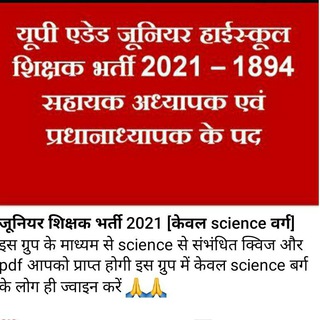 यूपी एडेड जूनियर हाईस्कूल
शिक्षक भर्ती 2021 – 1894
सहायक अध्यापक एवं
प्रधानाध्यापक के पद
जूनियर शिक्षक भर्ती 2021 [केवल science वर्ग]
इस ग्रुप के माध्यम से science से संभंधित क्विज और
pdf आपको प्राप्त होगी इस ग्रुप में केवल science बर्ग
के लोग ही ज्वाइन करें 🙏🙏